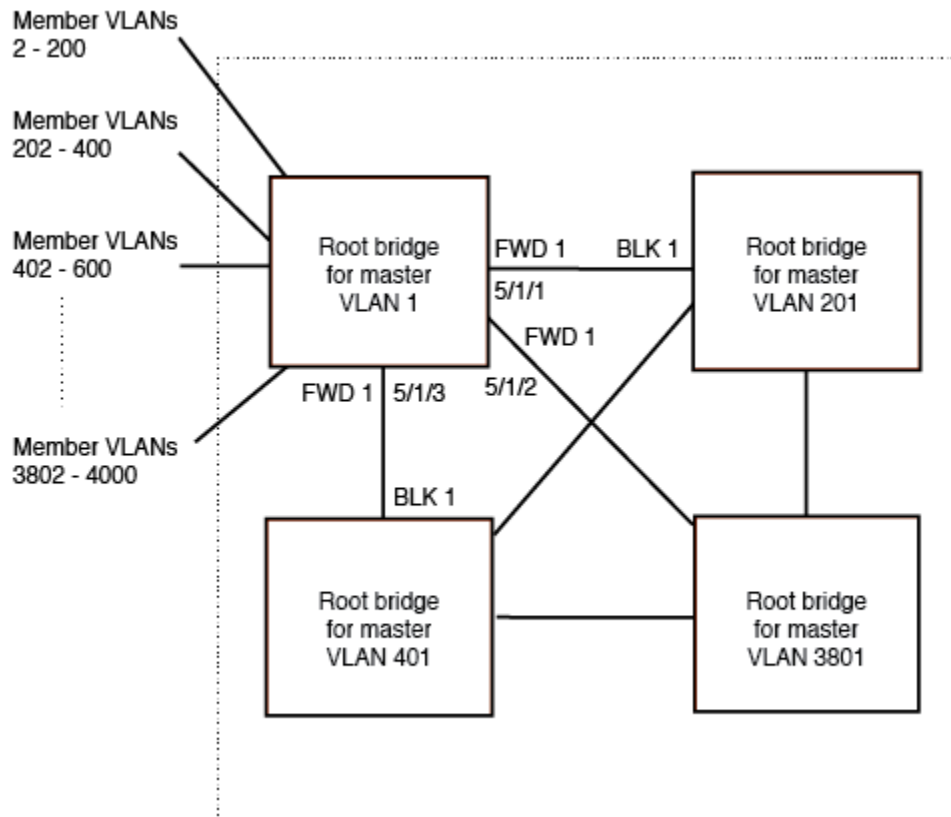 Member VLANs
2 - 200
Member VLANs
202 - 400
Member VLANs
402 - 600
Member VLANs
3802 - 4000
Root bridge
for master
VLAN 1
FWD 1
BLK 1
5/1/1
FWD 1
5/1/2
FWD 1
5/1/3
BLK 1
Root bridge
for master
VLAN 201
Root bridge
for master
VLAN 401
Root bridge
for master
VLAN 3801